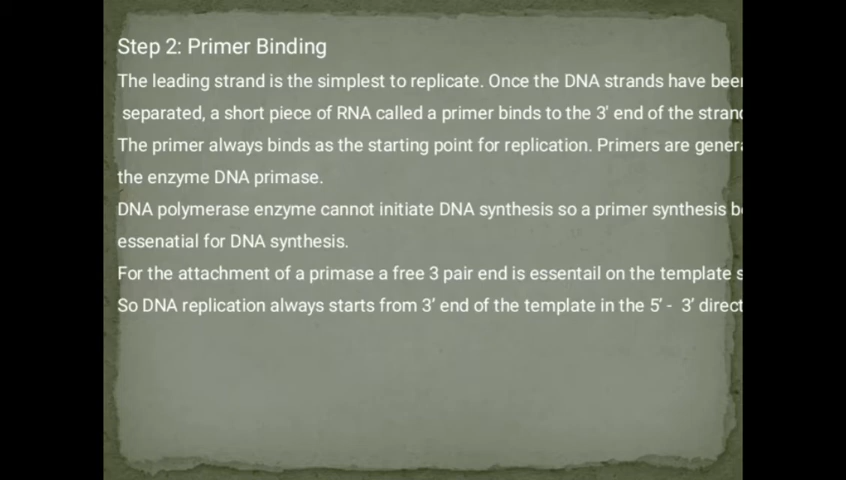 Step 2: Primer Binding
The leading strand is the simplest to replicate. Once the DNA strands have
separated, a short piece of RNA called a primer binds to the 3' end of the
The primer always binds as the starting point for replication. Primers are
the enzyme DNA primase.
DNA polymerase enzyme cannot initiate DNA synthesis so a primer synthesis
essenatial for DNA synthesis.
For the attachment of a primase a free 3 pair end is essentail on the template
So DNA replication always starts from 3’ end of the template in the 5’ - 3’